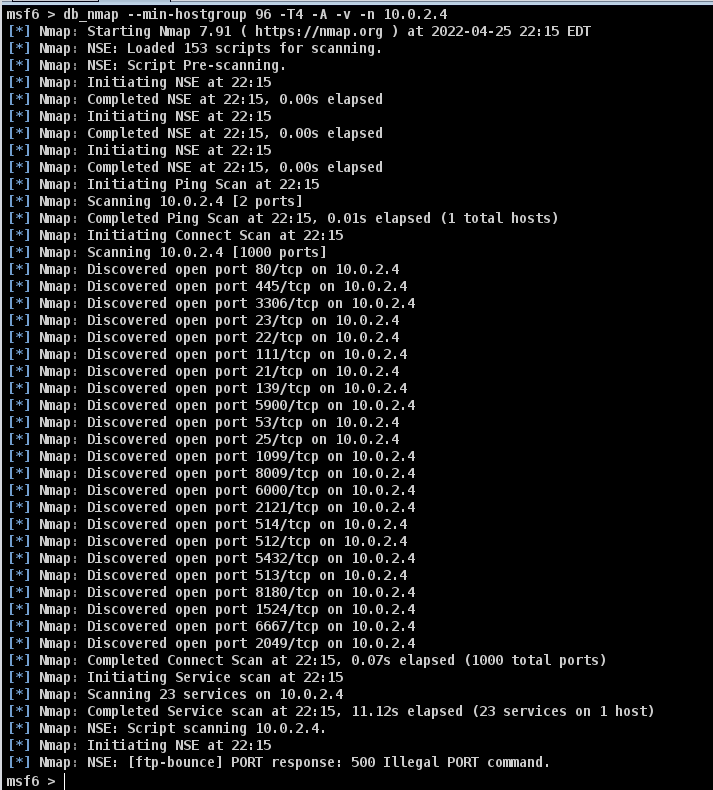 msf6 > db_nmap --min-hostgroup 96 -T4 -A -v -n 10.0.2.4
[*] Nmap: Starting Nmap 7.91 ( https://nmap.org ) at 2022-04-25 22:15 EDT
[*] Nmap: NSE: Loaded 153 scripts for scanning.
[*] Nmap: NSE: Script Pre-scanning.
[*] Nmap: Initiating NSE at 22:15
[*] Nmap: Completed NSE at 22:15, 0.00s elapsed
[*] Nmap: Initiating NSE at 22:15
[*] Nmap: Completed NSE at 22:15, 0.00s elapsed
[*] Nmap: Initiating NSE at 22:15
[*] Nmap: Completed NSE at 22:15, 0.00s elapsed
[*] Nmap: Initiating Ping Scan at 22:15
[*] Nmap: Scanning 10.0.2.4 [2 ports]
[*] Nmap: Completed Ping Scan at 22:15, 0.01s elapsed (1 total hosts)
[*] Nmap: Initiating Connect Scan at 22:15
[*] Nmap: Scanning 10.0.2.4 [1000 ports]
[*] Nmap: Discovered open port 80/tcp on 10.0.2.4
[*] Nmap: Discovered open port 445/tcp on 10.0.2.4
[*] Nmap: Discovered open port 3306/tcp on 10.0.2.4
[*] Nmap: Discovered open port 23/tcp on 10.0.2.4
[*] Nmap: Discovered open port 22/tcp on 10.0.2.4
[*] Nmap: Discovered open port 111/tcp on 10.0.2.4
[*] Nmap: Discovered open port 21/tcp on 10.0.2.4
[*] Nmap: Discovered open port 139/tcp on 10.0.2.4
[*] Nmap: Discovered open port 5900/tcp on 10.0.2.4
[*] Nmap: Discovered open port 53/tcp on 10.0.2.4
[*] Nmap: Discovered open port 25/tcp on 10.0.2.4
[*] Nmap: Discovered open port 1099/tcp on 10.0.2.4
[*] Nmap: Discovered open port 8009/tcp on 10.0.2.4
[*] Nmap: Discovered open port 6000/tcp on 10.0.2.4
[*] Nmap: Discovered open port 2121/tcp on 10.0.2.4
[*] Nmap: Discovered open port 514/tcp on 10.0.2.4
[*] Nmap: Discovered open port 512/tcp on 10.0.2.4
[*] Nmap: Discovered open port 5432/tcp on 10.0.2.4
[*] Nmap: Discovered open port 513/tcp on 10.0.2.4
[*] Nmap: Discovered open port 8180/tcp on 10.0.2.4
[*] Nmap: Discovered open port 1524/tcp on 10.0.2.4
[*] Nmap: Discovered open port 6667/tcp on 10.0.2.4
[*] Nmap: Discovered open port 2049/tcp on 10.0.2.4
[*] Nmap: Completed Connect Scan at 22:15, 0.07s elapsed (1000 total ports)
[*] Nmap: Initiating Service scan at 22:15
[*] Nmap: Scanning 23 services on 10.0.2.4
[*] Nmap: Completed Service scan at 22:15, 11.12s elapsed (23 services on 1 host)
[*] Nmap: NSE: Script scanning 10.0.2.4.
[*] Nmap: Initiating NSE at 22:15
[*] Nmap: NSE: [ftp-bounce] PORT response: 500 Illegal PORT command.
msf6 >